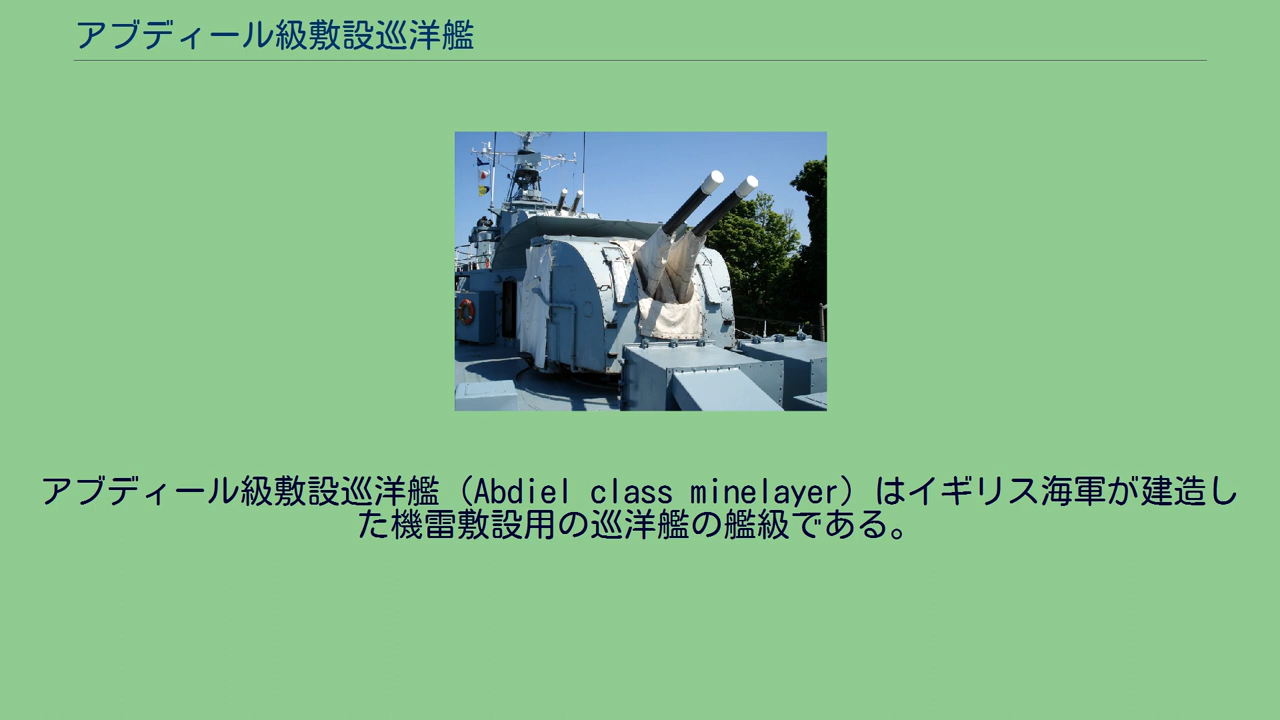 アブディール級敷設巡洋艦
アブディール級敷設巡洋艦（Abdiel class minelayer）はイギリス海軍が建造し
た機雷敷設用の巡洋艦の艦級である。